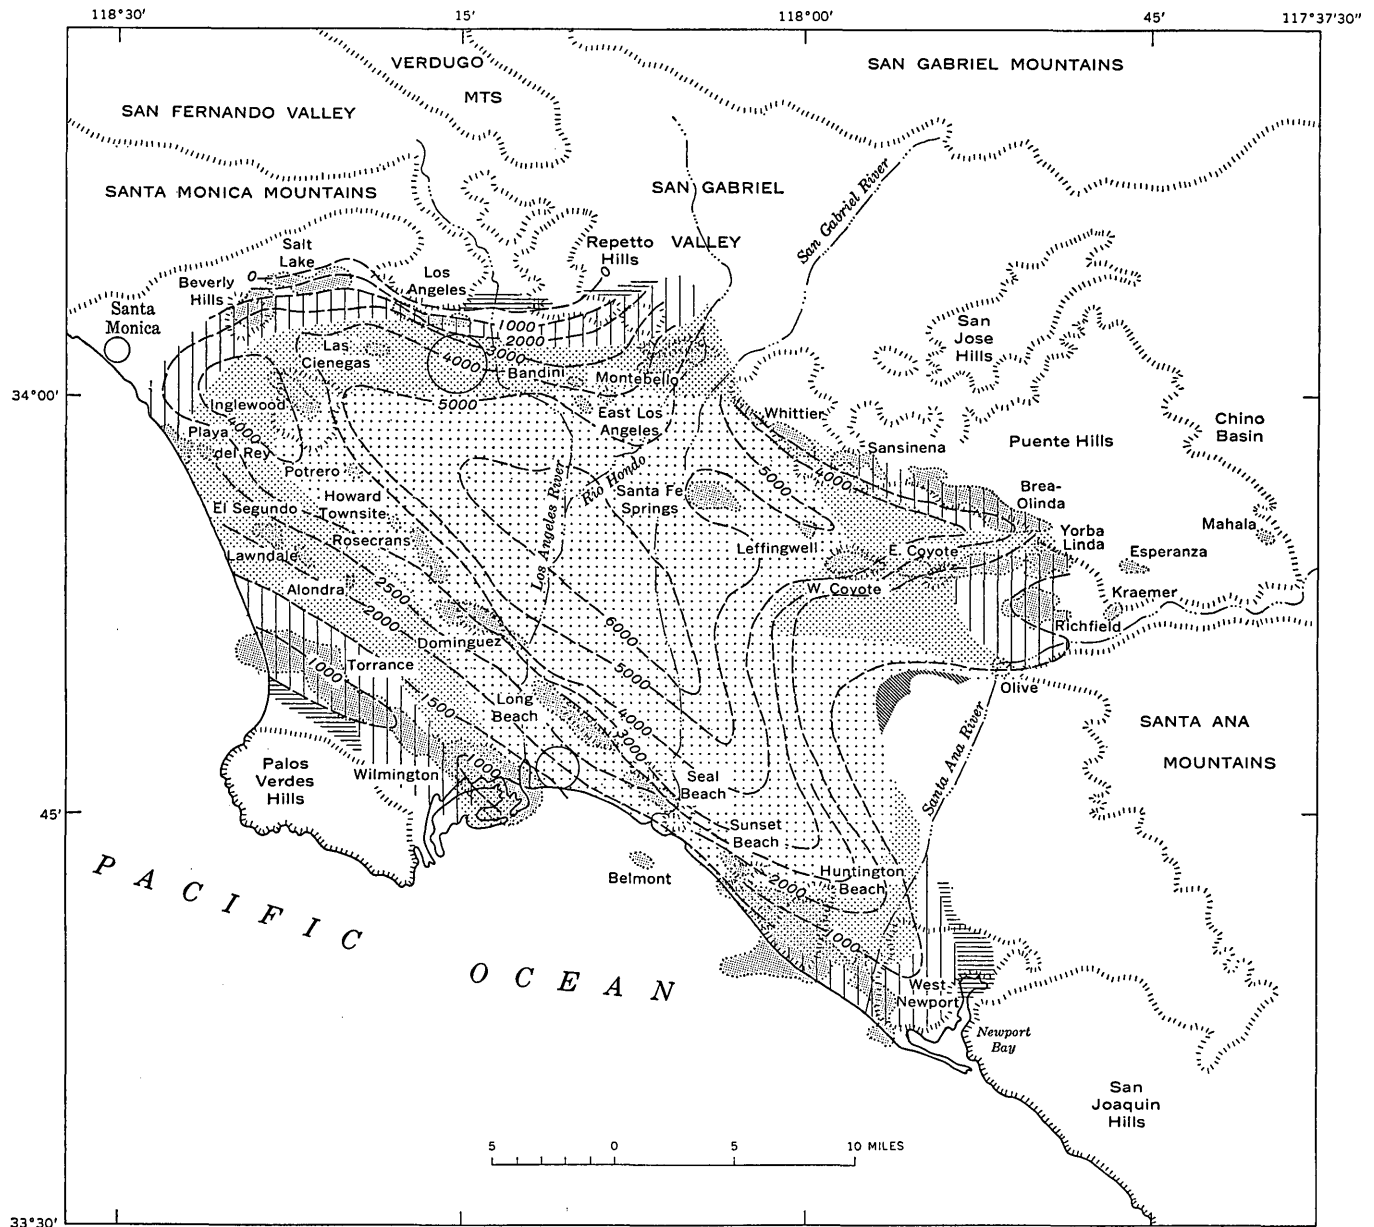 118°30'
15'
118°00'
45'
117°37'30"
VERDUGO
MTS
SAN GABRIEL MOUNTAINS
SAN FERNANDO VALLEY
SANTA MONICA MOUNTAINS
SAN GABRIEL
VALLEY
San Gabriel River
Repetto
Hills
Salt
Lake
0
Los
Angeles
0
Beverly
Hills
Santa
Monica
1000
2000
3000
4000
Las
Cienegas
Bandini
Montebello
San
Jose
Hills
34°00'
5000
Inglewood
East Los
Angeles
Whittier
Chino
Basin
Playa
del Rey
4000
Sansinena
Puente Hills
Potrero
Rio Hondo
5000
4000
Santa Fe
Springs
Brea-
Olinda
Howard
Townsite
El Segundo
Rosecrans
Los Angeles River
Leffingwell
E. Coyote
Yorba
Linda
Mahala
Esperanza
Lawndale
Alondra
2500
2000
W. Coyote
Kraemer
Richfield
Dominguez
6000
5000
Torrance
1000
1500
Long
Beach
4000
3000
Olive
SANTA ANA
MOUNTAINS
Santa Ana River
Palos
Verdes
Hills
Wilmington
1000
Seal
Beach
45'
Sunset
Beach
Belmont
2000
Huntington
Beach
1000
PACIFIC
OCEAN
West
Newport
Newport
Bay
San
Joaquin
Hills
5 0 5 10 MILES
33°30'